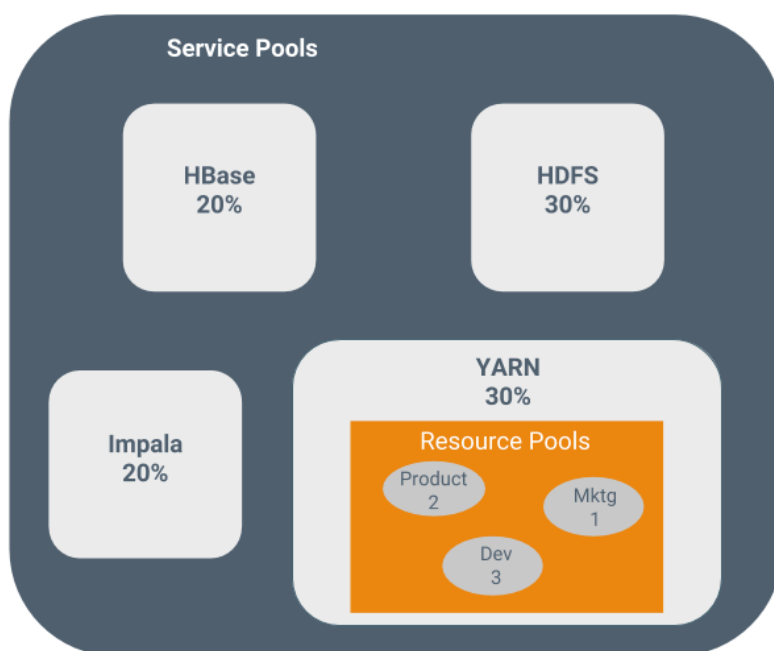 Service Pools
HBase
20%
HDFS
30%
Impala
20%
YARN
30%
Resource Pools
Product
2
Mktg
1
Dev
3